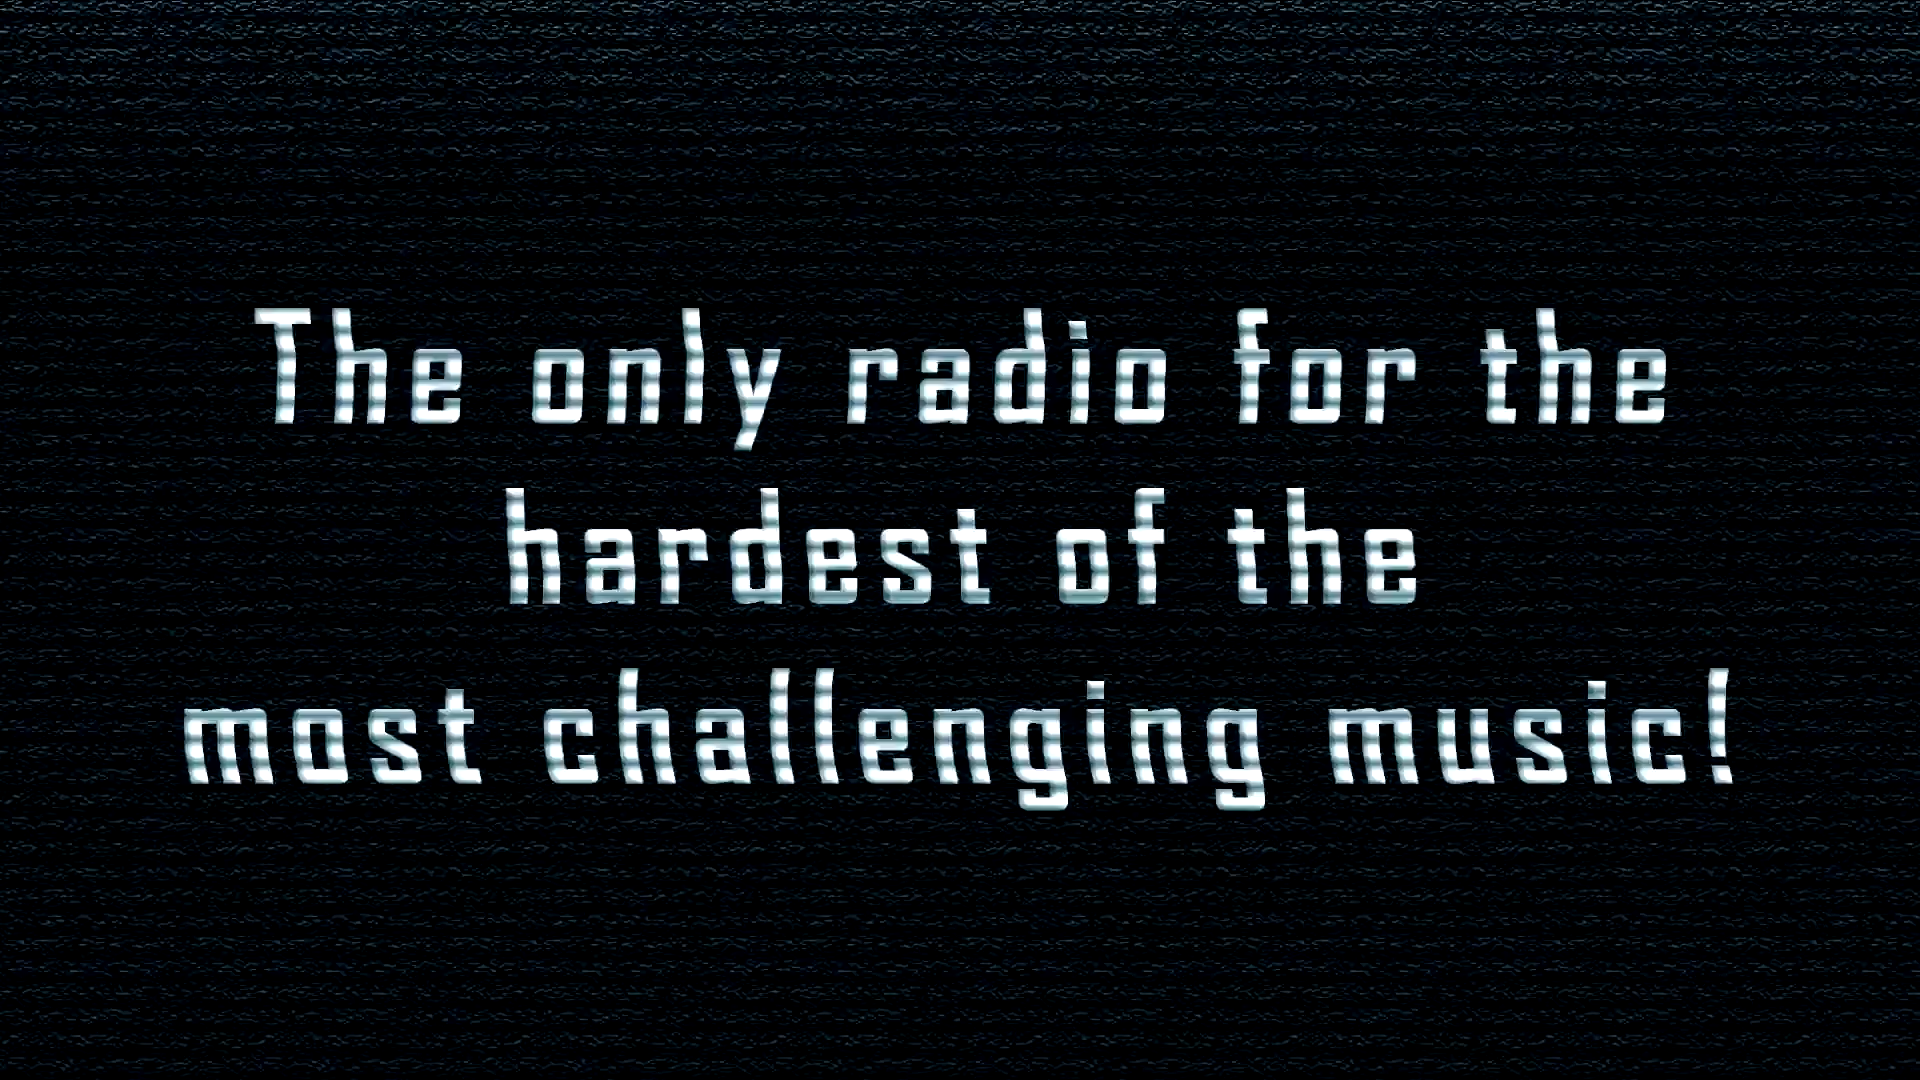 The only radio for the
hardest of the
most challenging music!